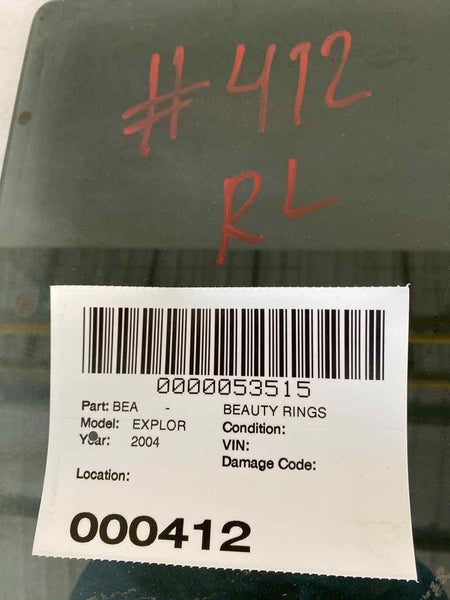 #412
RL
0000053515
Part: BEA - BEAUTY RINGS
Model: EXPLOR Condition:
Year: 2004 VIN:
Damage Code:
Location:
000412